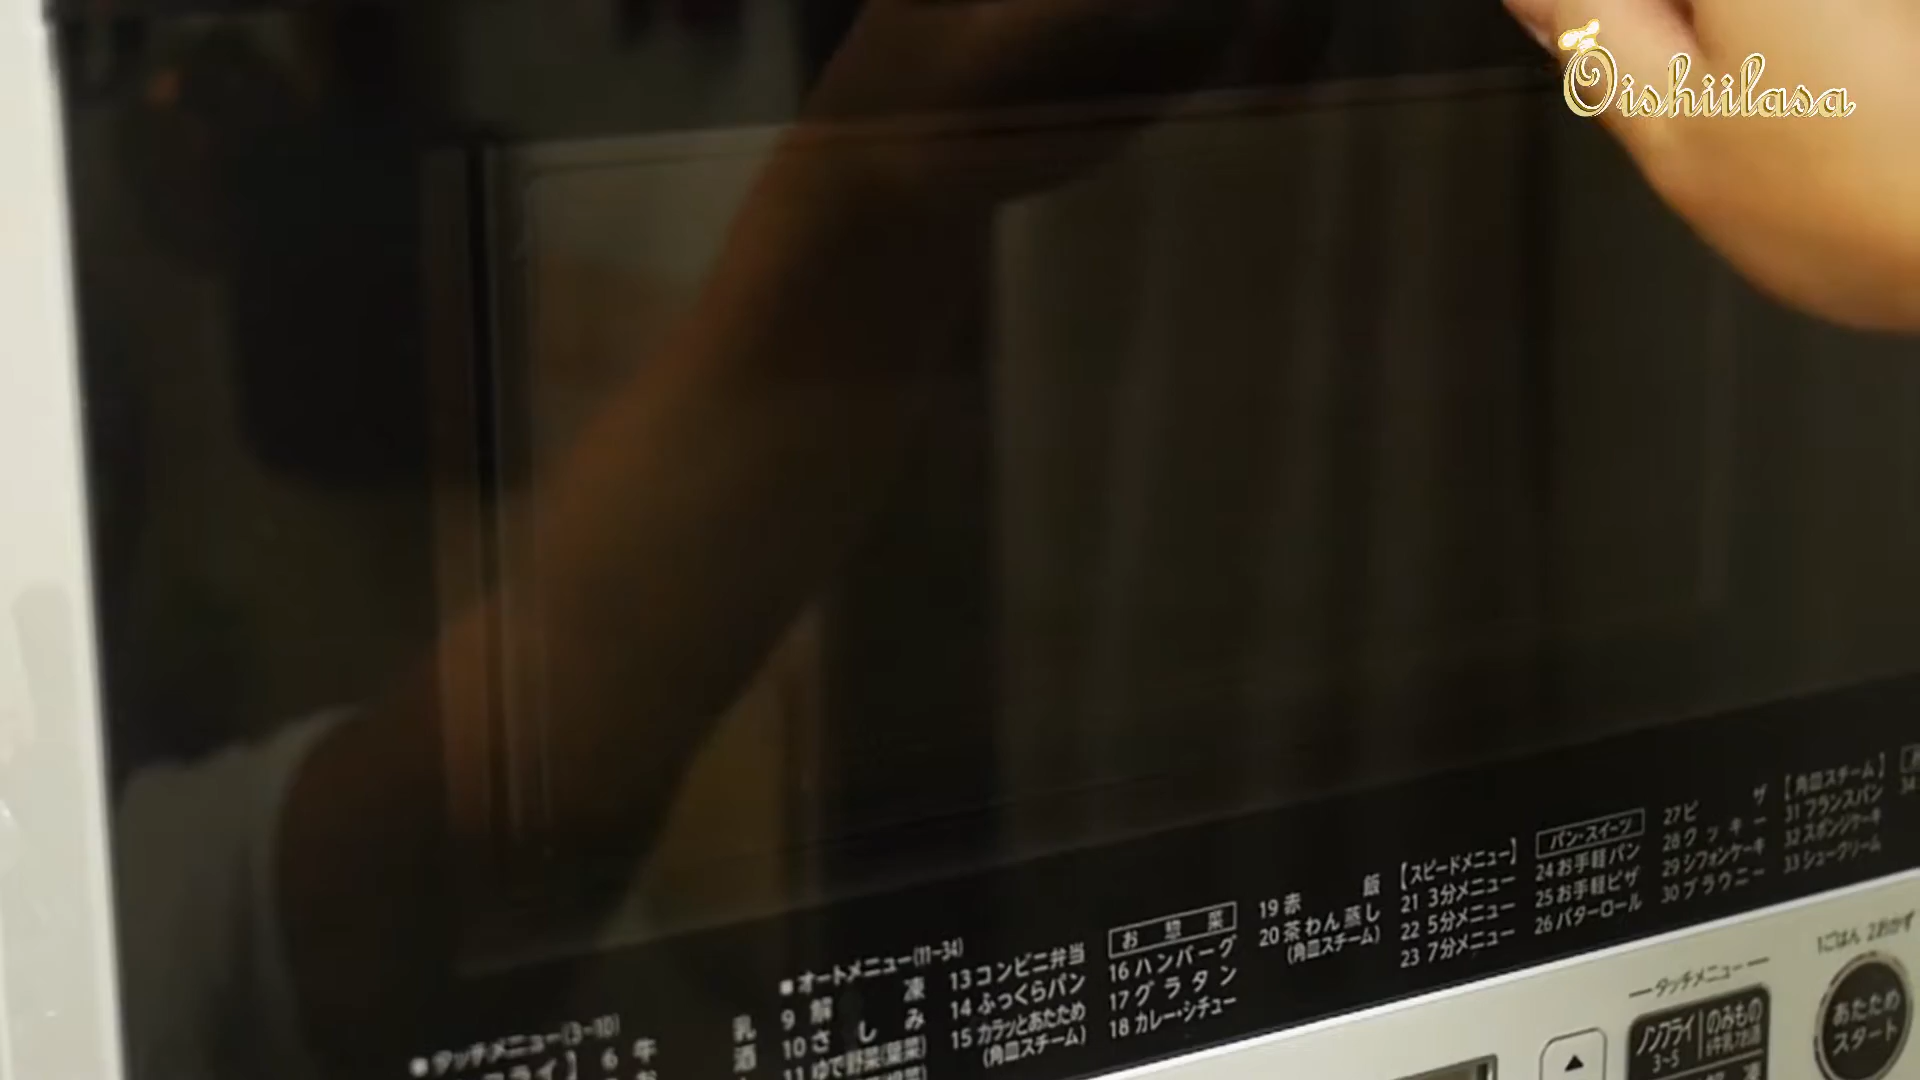 Oishiilasa
■タッチメニュー(3-10)
6 牛 乳
酒
■オートメニュー(11-34)
9 解 凍
10 さ し み
11 ゆで野菜(葉菜)
13 コンビニ弁当
14 ふっくらパン
15 カラッとあたため
(角皿スチーム)
お 惣 菜
16 ハンバーグ
17 グ ラ タ ン
18 カレー・シチュー
19 赤 飯
20 茶わん蒸し
(角皿スチーム)
【スピードメニュー】
21 3分メニュー
22 5分メニュー
23 7分メニュー
パン・スイーツ
24 お手軽パン
25 お手軽ピザ
26 バターロール
27 ピ ザ
28 ク ッ キ ー
29 シフォンケーキ
30 ブラウニー
【角皿スチーム】
31 フランスパン
32 スポンジケーキ
33 シュークリーム
34
1ごはん 2おかず
タッチメニュー
ノンフライ
3~5
のみもの
6牛乳 7お酒
あたため
スタート